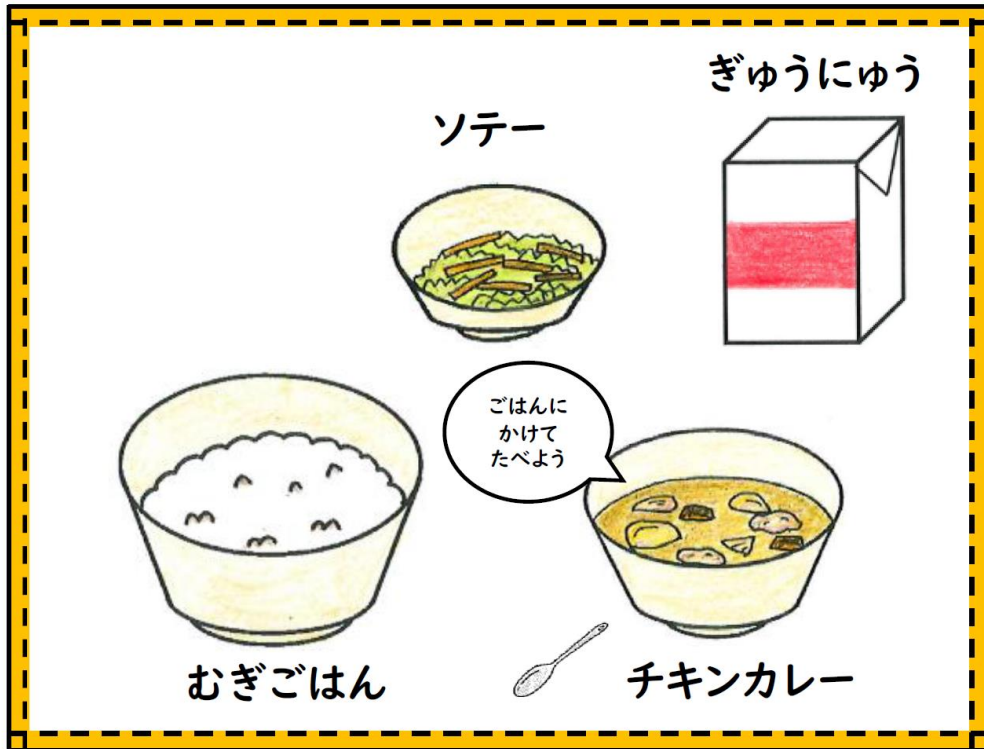 ぎゅうにゅう
ソテー
ごはんに
かけて
たべよう
むぎごはん
チキンカレー